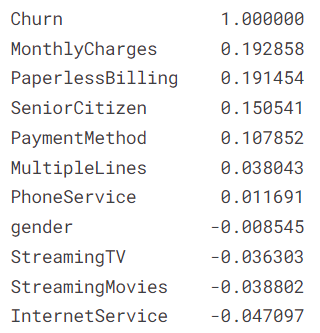 Churn 1.000000
MonthlyCharges 0.192858
PaperlessBilling 0.191454
SeniorCitizen 0.150541
PaymentMethod 0.107852
MultipleLines 0.038043
PhoneService 0.011691
gender -0.008545
StreamingTV -0.036303
StreamingMovies -0.038802
InternetService -0.047097